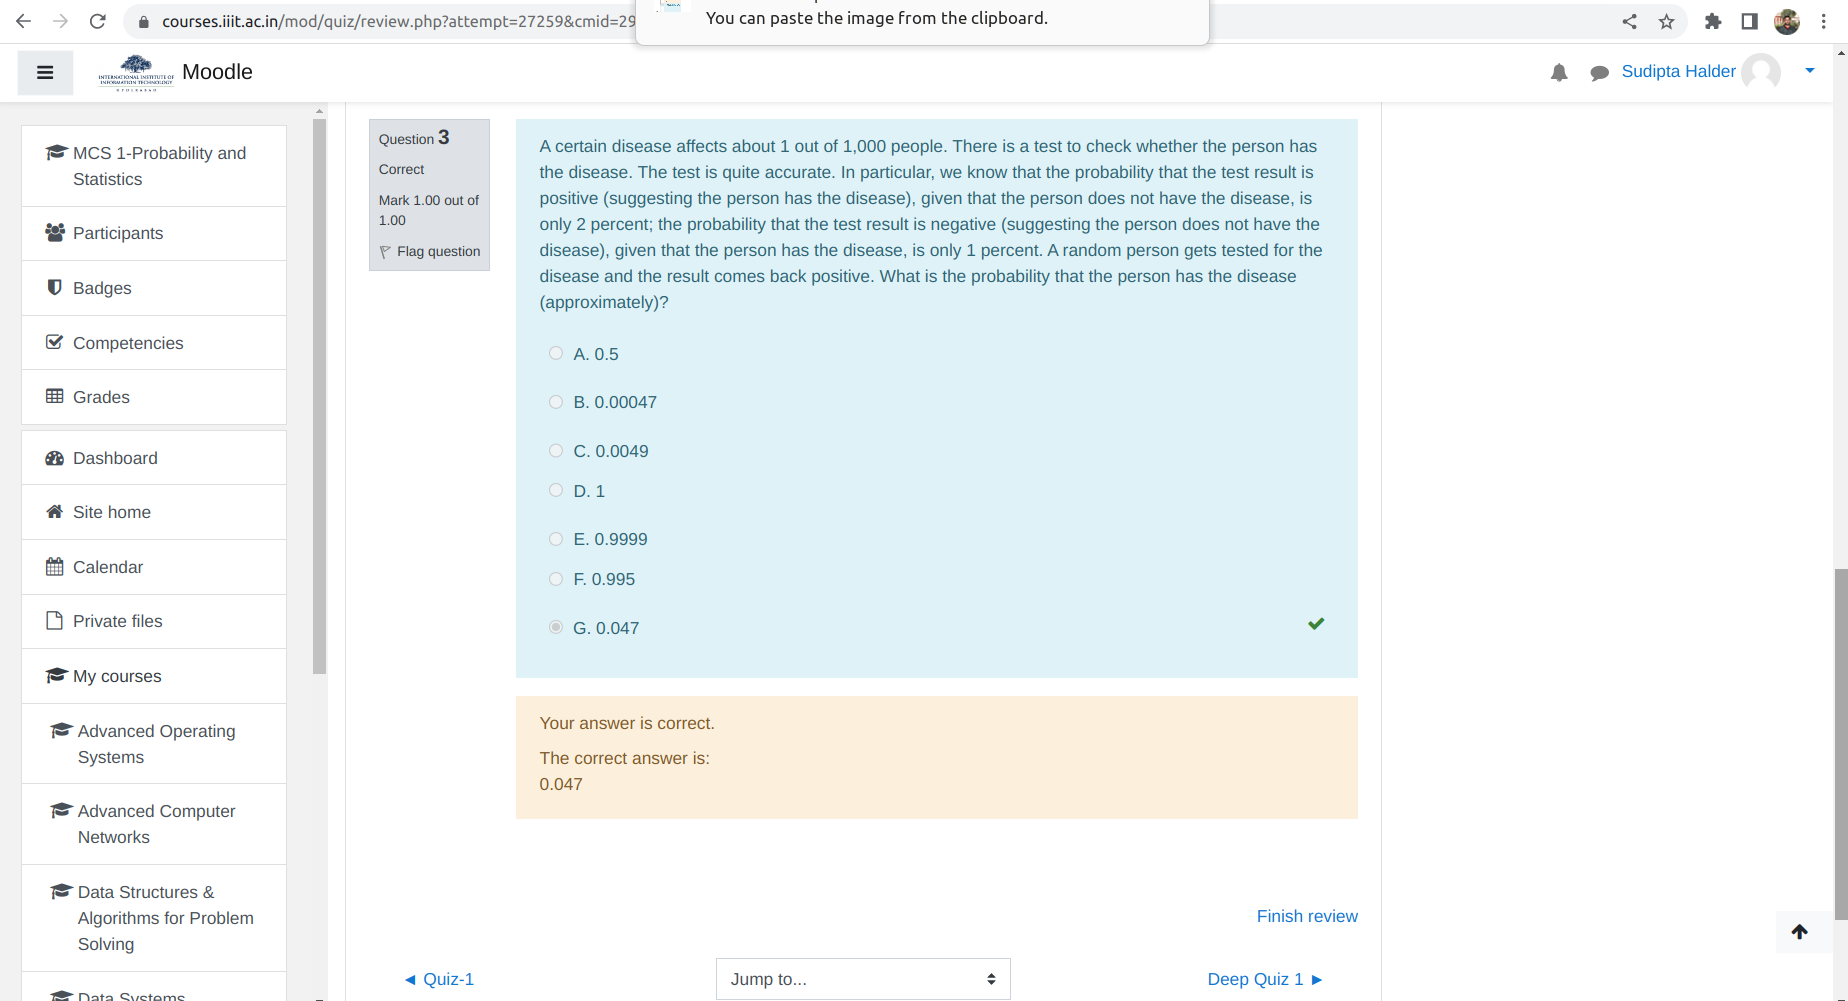 courses.iiit.ac.in/mod/quiz/review.php?attempt=27259&cmid=29
You can paste the image from the clipboard.
INTERNATIONAL INSTITUTE OF
INFORMATION TECHNOLOGY
HYDERABAD
Moodle
Sudipta Halder
MCS 1-Probability and
Statistics
Participants
Badges
Competencies
Grades
Dashboard
Site home
Calendar
Private files
My courses
Advanced Operating
Systems
Advanced Computer
Networks
Data Structures &
Algorithms for Problem
Solving
Data Systems
Question 3
Correct
Mark 1.00 out of
1.00
Flag question
A certain disease affects about 1 out of 1,000 people. There is a test to check whether the person has
the disease. The test is quite accurate. In particular, we know that the probability that the test result is
positive (suggesting the person has the disease), given that the person does not have the disease, is
only 2 percent; the probability that the test result is negative (suggesting the person does not have the
disease), given that the person has the disease, is only 1 percent. A random person gets tested for the
disease and the result comes back positive. What is the probability that the person has the disease
(approximately)?
A. 0.5
B. 0.00047
C. 0.0049
D. 1
E. 0.9999
F. 0.995
G. 0.047
Your answer is correct.
The correct answer is:
0.047
Finish review
◄ Quiz-1
Jump to...
Deep Quiz 1 ►